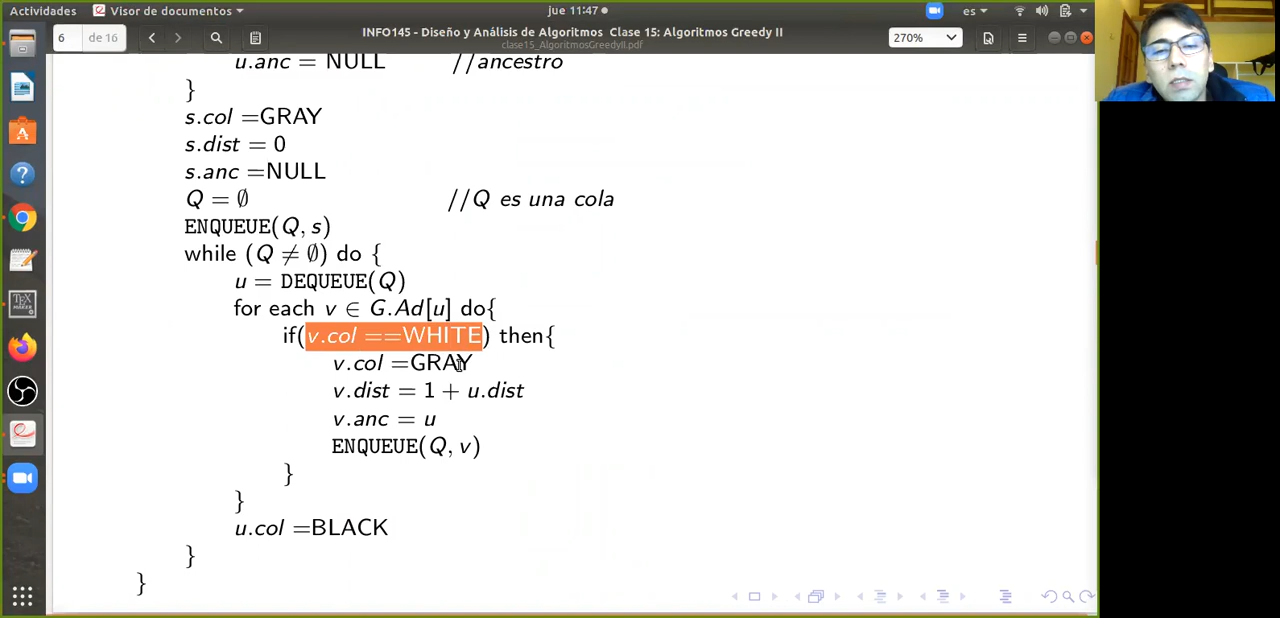 Actividades
Visor de documentos
jue 11:47
es
6
de 16
INFO145 - Diseño y Análisis de Algoritmos Clase 15: Algoritmos Greedy II
clase15_AlgoritmosGreedyII.pdf
270%
u.anc = NULL //ancestro
}
s.col =GRAY
s.dist = 0
s.anc =NULL
Q = ∅ //Q es una cola
ENQUEUE(Q, s)
while (Q ≠ ∅) do {
u = DEQUEUE(Q)
for each v ∈ G.Ad[u] do{
if(v.col ==WHITE) then{
v.col =GRAY
v.dist = 1 + u.dist
v.anc = u
ENQUEUE(Q, v)
}
}
u.col =BLACK
}
}